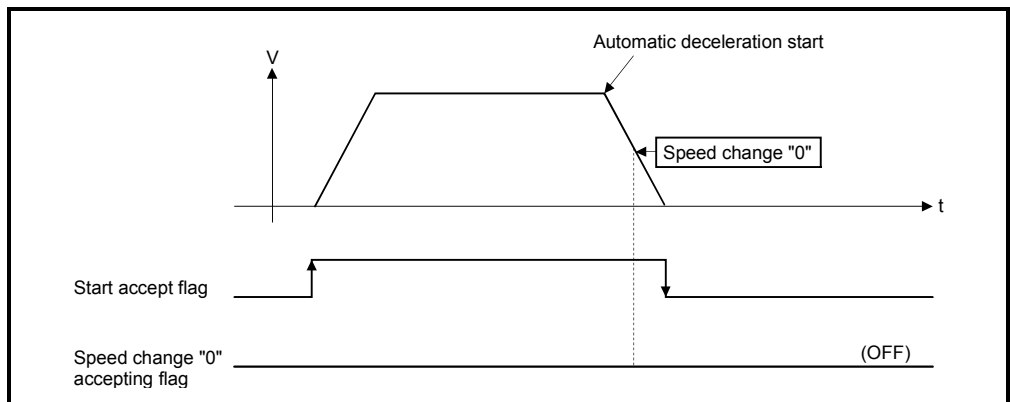 Automatic deceleration start
V
Speed change "0"
t
Start accept flag
Speed change "0"
accepting flag
(OFF)